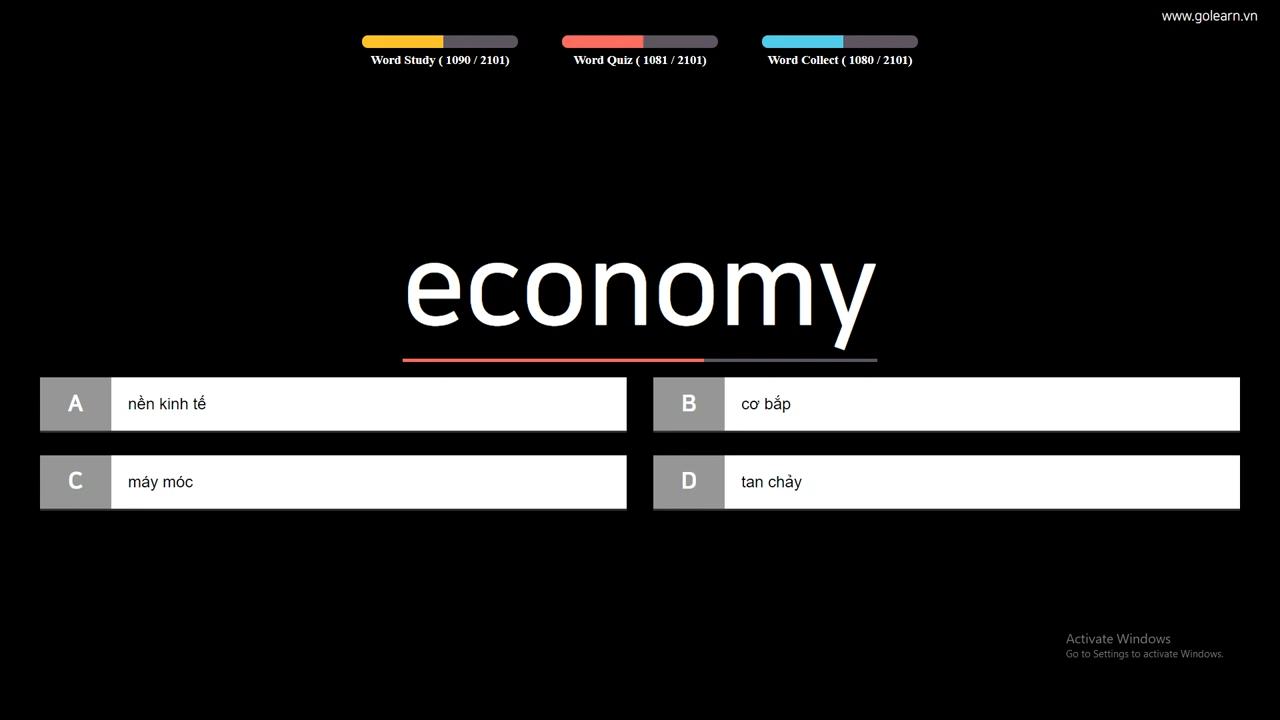 www.golearn.vn
Word Study ( 1090 / 2101)
Word Quiz ( 1081 / 2101)
Word Collect ( 1080 / 2101)
economy
A nền kinh tế
B cơ bắp
C máy móc
D tan chảy
Activate Windows
Go to Settings to activate Windows.